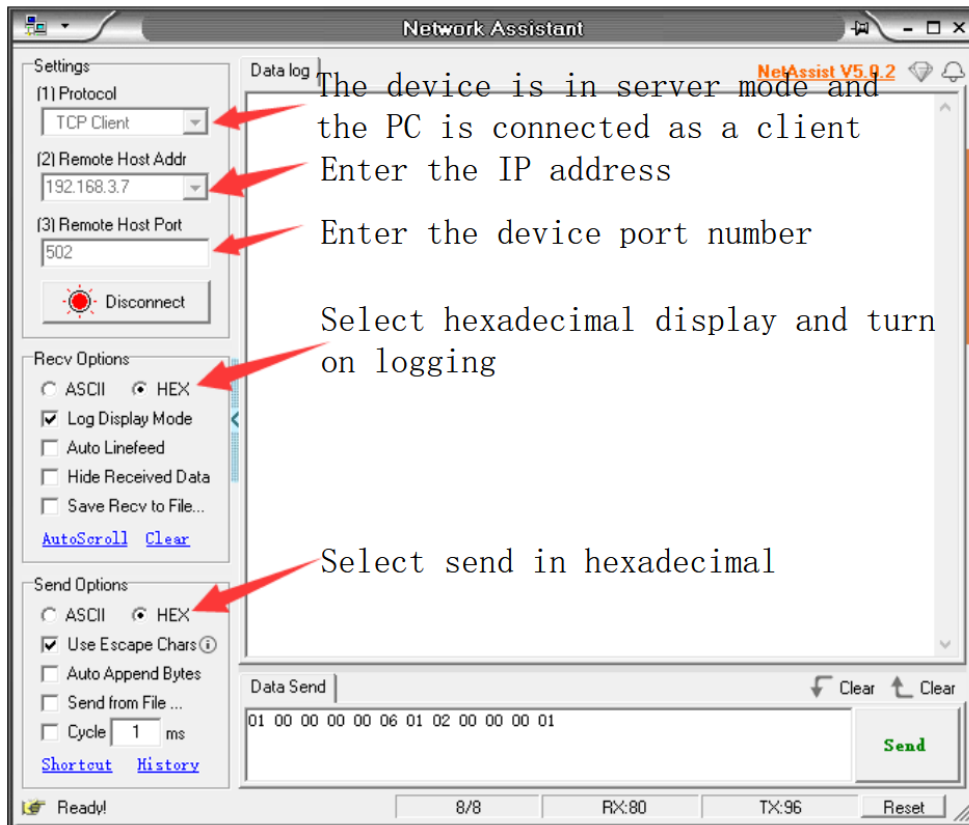 Network Assistant
Settings
(1) Protocol
TCP Client
(2) Remote Host Addr
192.168.3.7
(3) Remote Host Port
502
Disconnect
Recv Options
ASCII HEX
Log Display Mode
Auto Linefeed
Hide Received Data
Save Recv to File...
AutoScroll Clear
Send Options
ASCII HEX
Use Escape Chars
Auto Append Bytes
Send from File ...
Cycle 1 ms
Shortcut History
Data log
NetAssist V5.0.2
The device is in server mode and
the PC is connected as a client
Enter the IP address
Enter the device port number
Select hexadecimal display and turn
on logging
Select send in hexadecimal
Data Send
Clear Clear
01 00 00 00 00 06 01 02 00 00 00 01
Send
Ready!
8/8
RX:80
TX:96
Reset